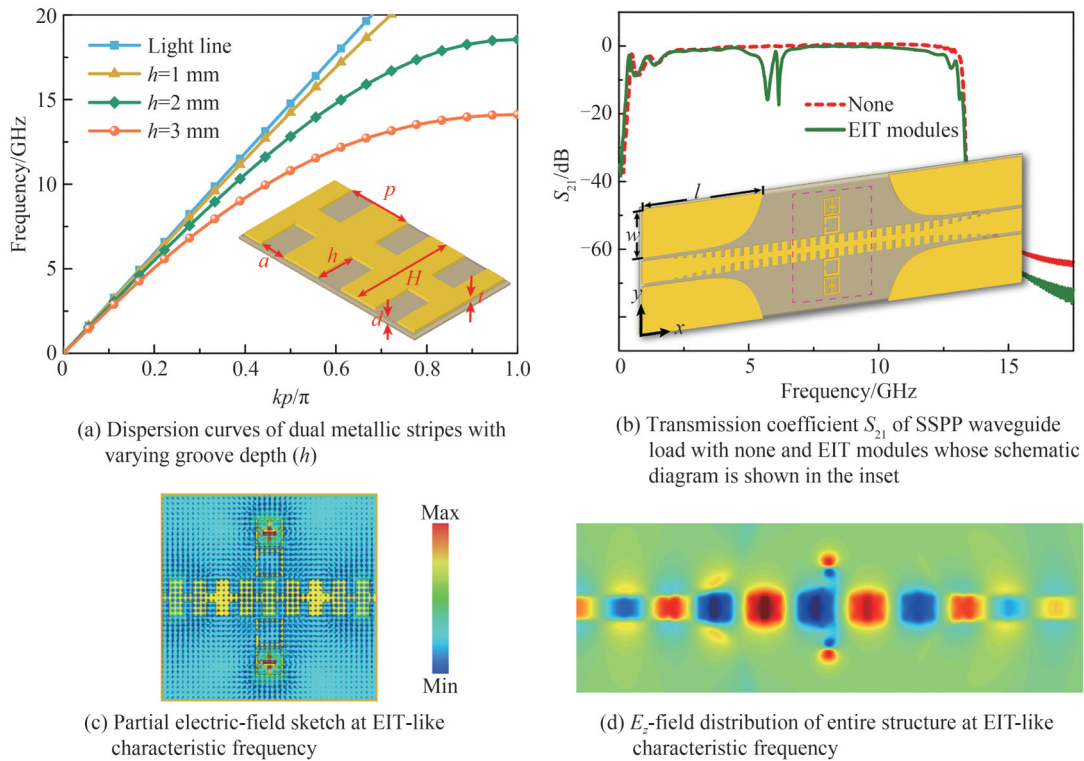 20
15
10
5
0
Frequency/GHz
Light line
h=1 mm
h=2 mm
h=3 mm
p
a
h
H
d
t
0
0.2
0.4
0.6
0.8
1.0
kp/π
(a) Dispersion curves of dual metallic stripes with
varying groove depth (h)
0
−20
−40
−60
S21/dB
None
EIT modules
l
w
y
x
0
5
10
15
Frequency/GHz
(b) Transmission coefficient S21 of SSPP waveguide
load with none and EIT modules whose schematic
diagram is shown in the inset
Max
Min
(c) Partial electric-field sketch at EIT-like
characteristic frequency
(d) Ez-field distribution of entire structure at EIT-like
characteristic frequency